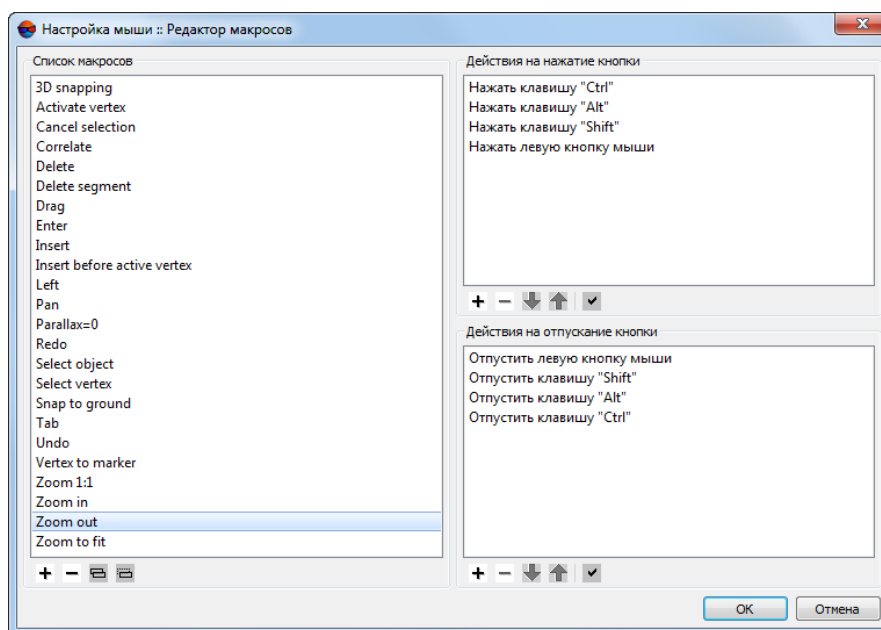 Настройка мыши :: Редактор макросов
Список макросов
3D snapping
Activate vertex
Cancel selection
Correlate
Delete
Delete segment
Drag
Enter
Insert
Insert before active vertex
Left
Pan
Parallax=0
Redo
Select object
Select vertex
Snap to ground
Tab
Undo
Vertex to marker
Zoom 1:1
Zoom in
Zoom out
Zoom to fit
Действия на нажатие кнопки
Нажать клавишу "Ctrl"
Нажать клавишу "Alt"
Нажать клавишу "Shift"
Нажать левую кнопку мыши
Действия на отпускание кнопки
Отпустить левую кнопку мыши
Отпустить клавишу "Shift"
Отпустить клавишу "Alt"
Отпустить клавишу "Ctrl"
OK
Отмена